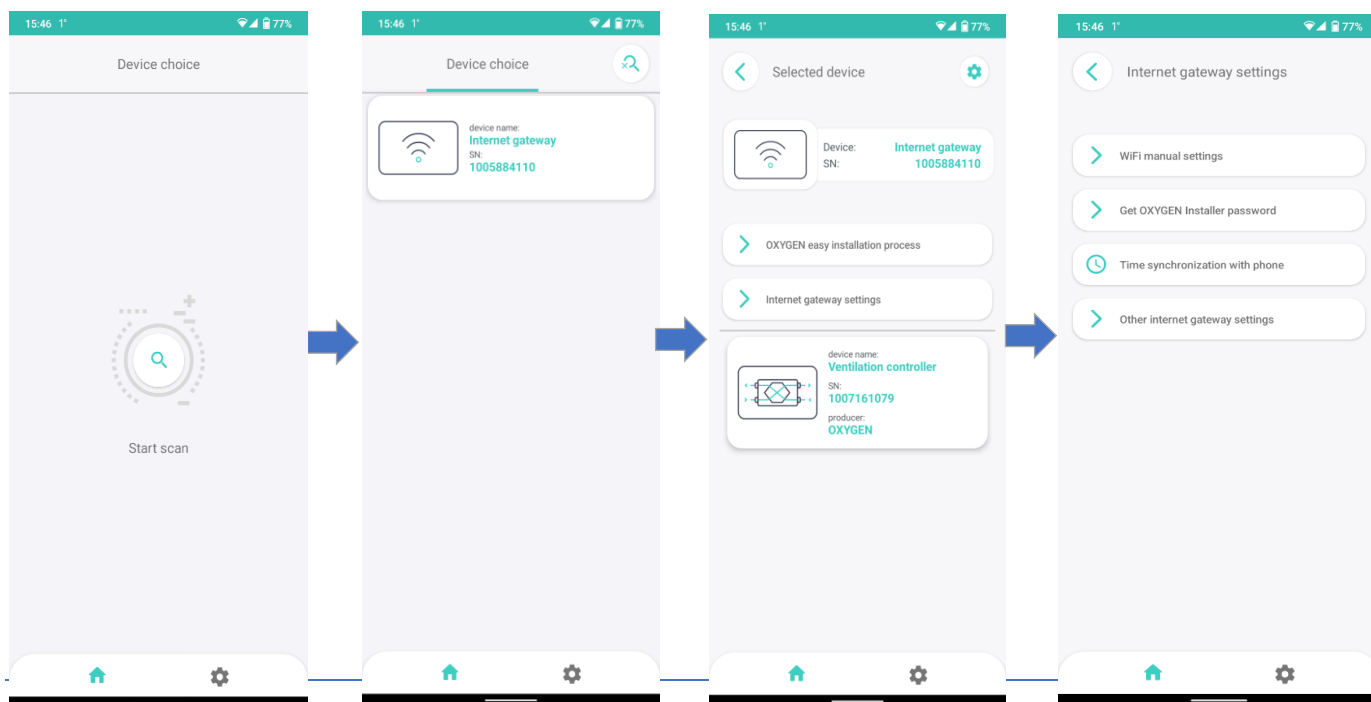 15:46 1°
77%
Device choice
Start scan
15:46 1°
77%
Device choice
device name:
Internet gateway
SN:
1005884110
15:46 1°
77%
Selected device
Device: Internet gateway
SN: 1005884110
OXYGEN easy installation process
Internet gateway settings
device name:
Ventilation controller
SN:
1007161079
producer:
OXYGEN
15:46 1°
77%
Internet gateway settings
WiFi manual settings
Get OXYGEN Installer password
Time synchronization with phone
Other internet gateway settings